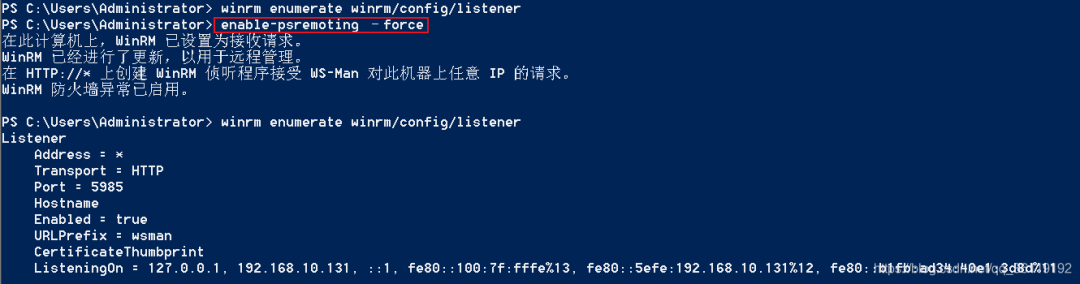 PS C:\Users\Administrator> winrm enumerate winrm/config/listener
PS C:\Users\Administrator> enable-psremoting -force
在此计算机上，WinRM 已设置为接收请求。
WinRM 已经进行了更新，以用于远程管理。
在 HTTP://* 上创建 WinRM 侦听程序接受 WS-Man 对此机器上任意 IP 的请求。
WinRM 防火墙异常已启用。
PS C:\Users\Administrator> winrm enumerate winrm/config/listener
Listener
Address = *
Transport = HTTP
Port = 5985
Hostname
Enabled = true
URLPrefix = wsman
CertificateThumbprint
ListeningOn = 127.0.0.1, 192.168.10.131, ::1, fe80::100:7f:fffe%13, fe80::5efe:192.168.10.131%12,